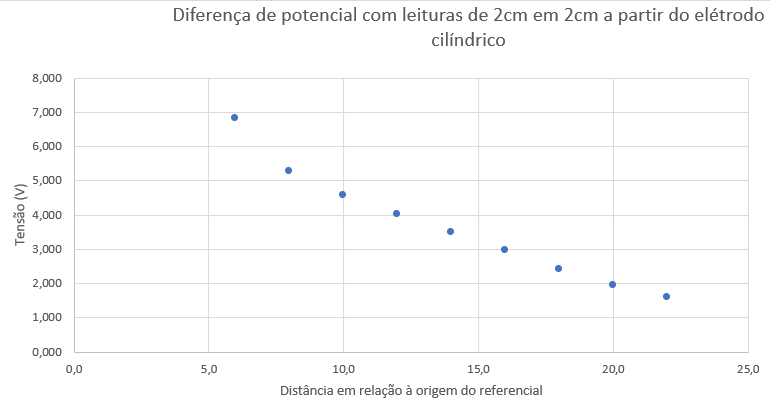 Diferença de potencial com leituras de 2cm em 2cm a partir do elétrodo
cilíndrico
8,000
7,000
6,000
5,000
4,000
3,000
2,000
1,000
0,000
Tensão (V)
0,0 5,0 10,0 15,0 20,0 25,0
Distância em relação à origem do referencial